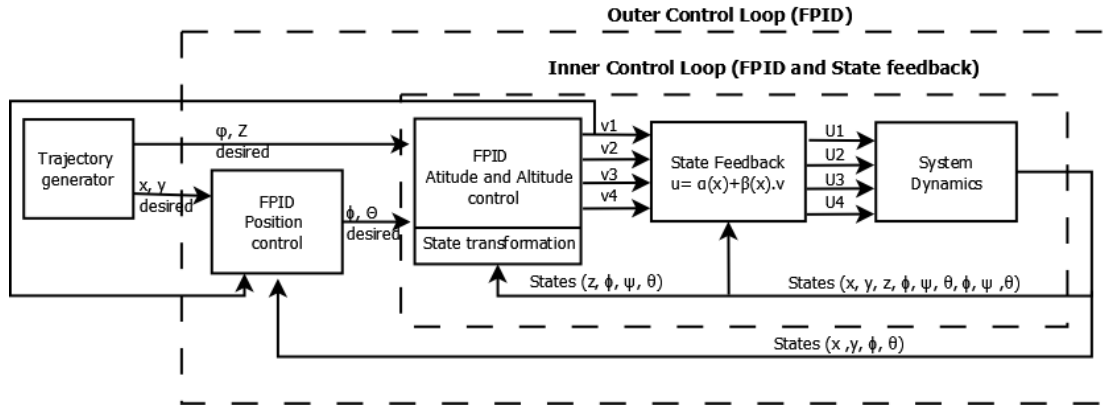 Outer Control Loop (FPID)
Inner Control Loop (FPID and State feedback)
Trajectory
generator
φ, Z
desired
x, y
desired
FPID
Position
control
ϕ, Θ
desired
FPID
Atitude and Altitude
control
State transformation
v1
v2
v3
v4
State Feedback
u= α(x)+β(x).v
U1
U2
U3
U4
System
Dynamics
States (z, ϕ, ψ, θ)
States (x, y, z, ϕ, ψ, θ,ϕ, ψ ,θ)
States (x ,y, ϕ, θ)